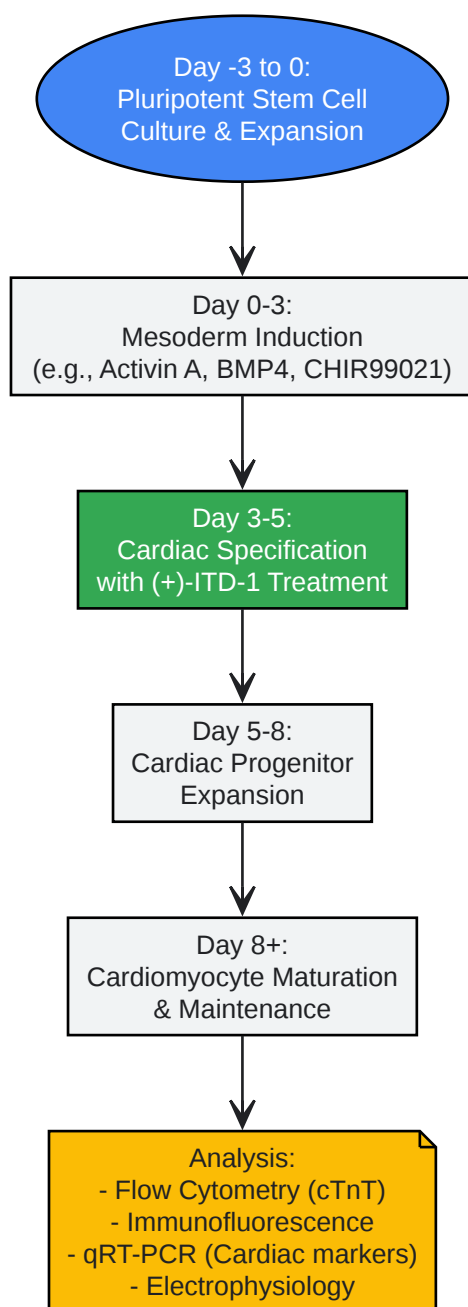 Day -3 to 0:
Pluripotent Stem Cell
Culture & Expansion
Day 0-3:
Mesoderm Induction
(e.g., Activin A, BMP4, CHIR99021)
Day 3-5:
Cardiac Specification
with (+)-ITD-1 Treatment
Day 5-8:
Cardiac Progenitor
Expansion
Day 8+:
Cardiomyocyte Maturation
& Maintenance
Analysis:
- Flow Cytometry (cTnT)
- Immunofluorescence
- qRT-PCR (Cardiac markers)
- Electrophysiology